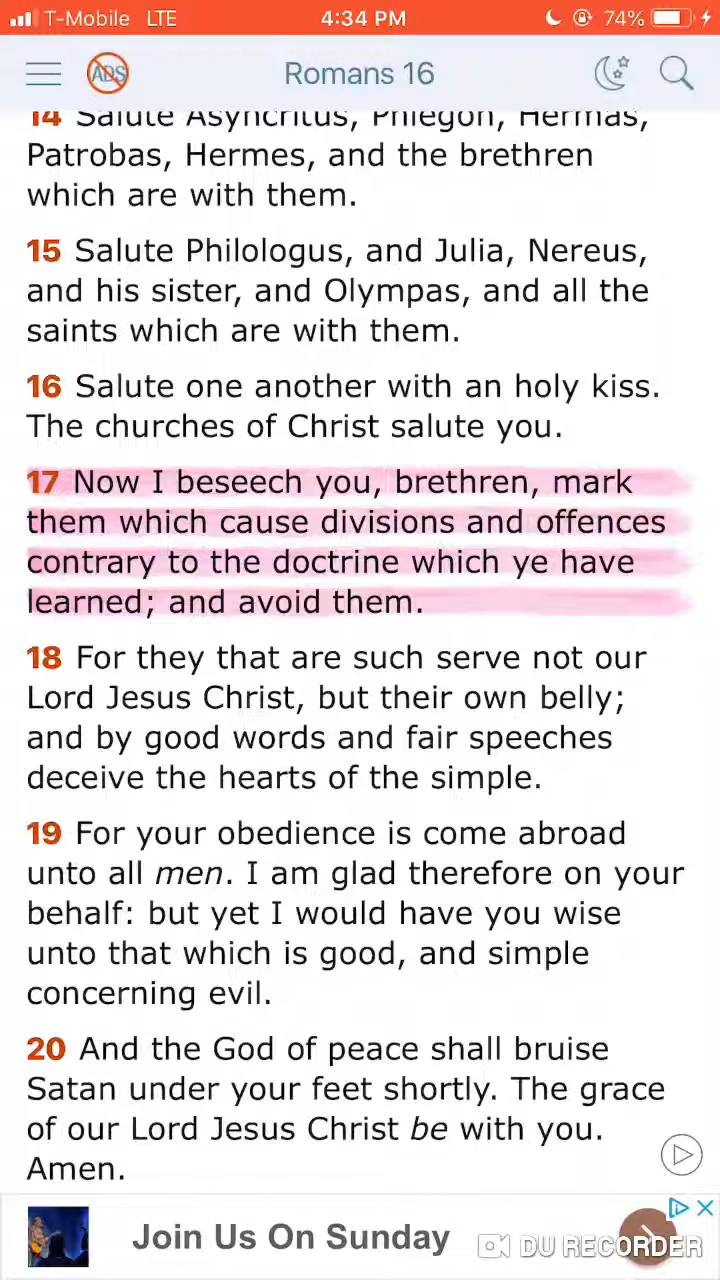 T-Mobile LTE 4:34 PM 74%
ADS Romans 16
14 Salute Asyncritus, Phlegon, Hermas,
Patrobas, Hermes, and the brethren
which are with them.
15 Salute Philologus, and Julia, Nereus,
and his sister, and Olympas, and all the
saints which are with them.
16 Salute one another with an holy kiss.
The churches of Christ salute you.
17 Now I beseech you, brethren, mark
them which cause divisions and offences
contrary to the doctrine which ye have
learned; and avoid them.
18 For they that are such serve not our
Lord Jesus Christ, but their own belly;
and by good words and fair speeches
deceive the hearts of the simple.
19 For your obedience is come abroad
unto all men. I am glad therefore on your
behalf: but yet I would have you wise
unto that which is good, and simple
concerning evil.
20 And the God of peace shall bruise
Satan under your feet shortly. The grace
of our Lord Jesus Christ be with you.
Amen.
Join Us On Sunday
DU RECORDER